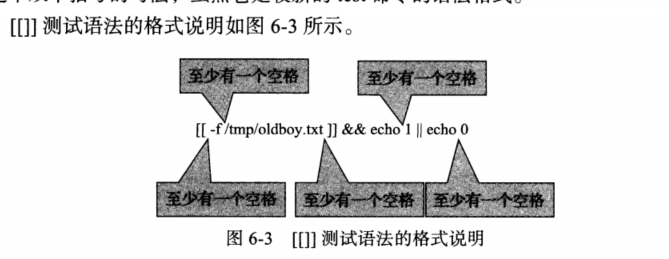 [[]] 测试语法的格式说明如图 6-3 所示。
至少有一个空格 至少有一个空格
[[ -f /tmp/oldboy.txt ]] && echo 1 || echo 0
至少有一个空格 至少有一个空格 至少有一个空格
图 6-3 [[]] 测试语法的格式说明